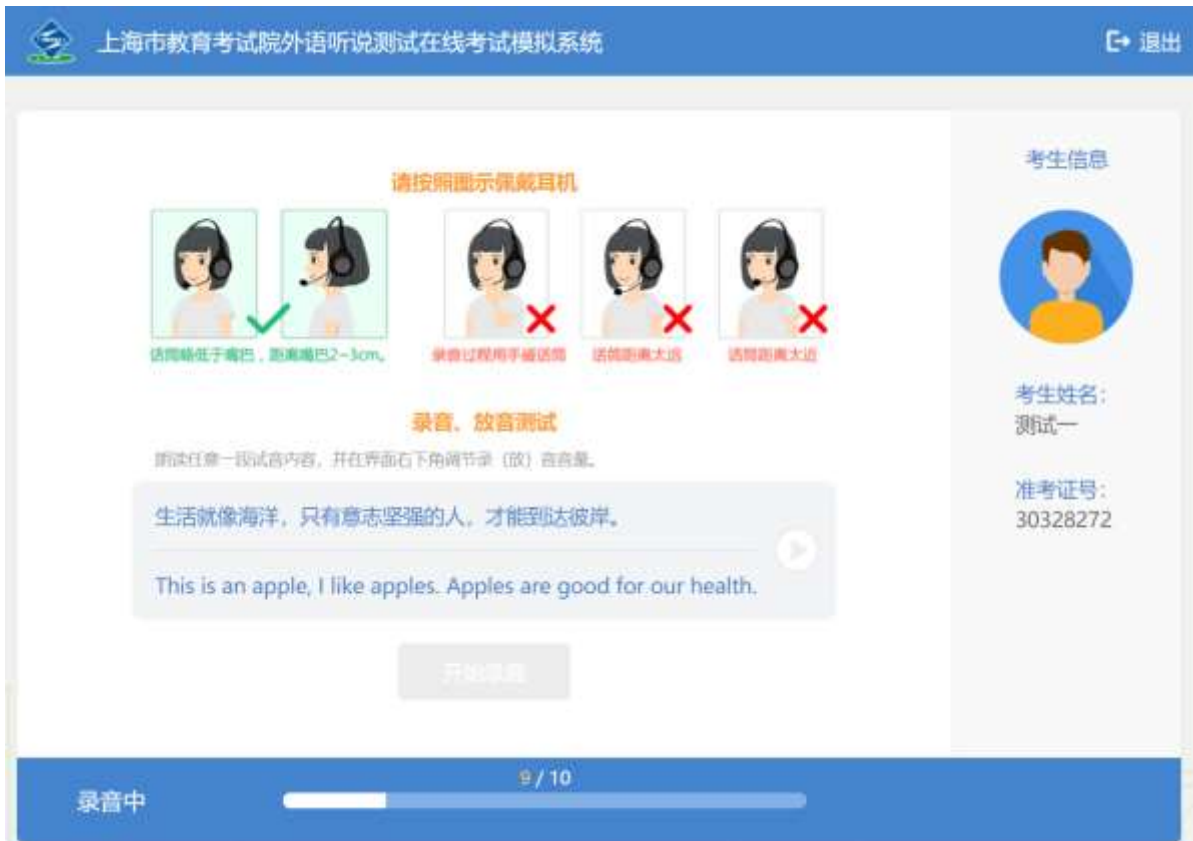 上海市教育考试院外语听说测试在线考试模拟系统
退出
请按照图示佩戴耳机
话筒略低于嘴巴，距离嘴巴2~3cm。
录音过程用手碰话筒
话筒距离太远
话筒距离太近
录音、放音测试
朗读任意一段试音内容，并在界面右下角调节录（放）音音量。
生活就像海洋，只有意志坚强的人，才能到达彼岸。
This is an apple, I like apples. Apples are good for our health.
开始录音
考生信息
考生姓名：
测试一
准考证号：
30328272
录音中
9 / 10